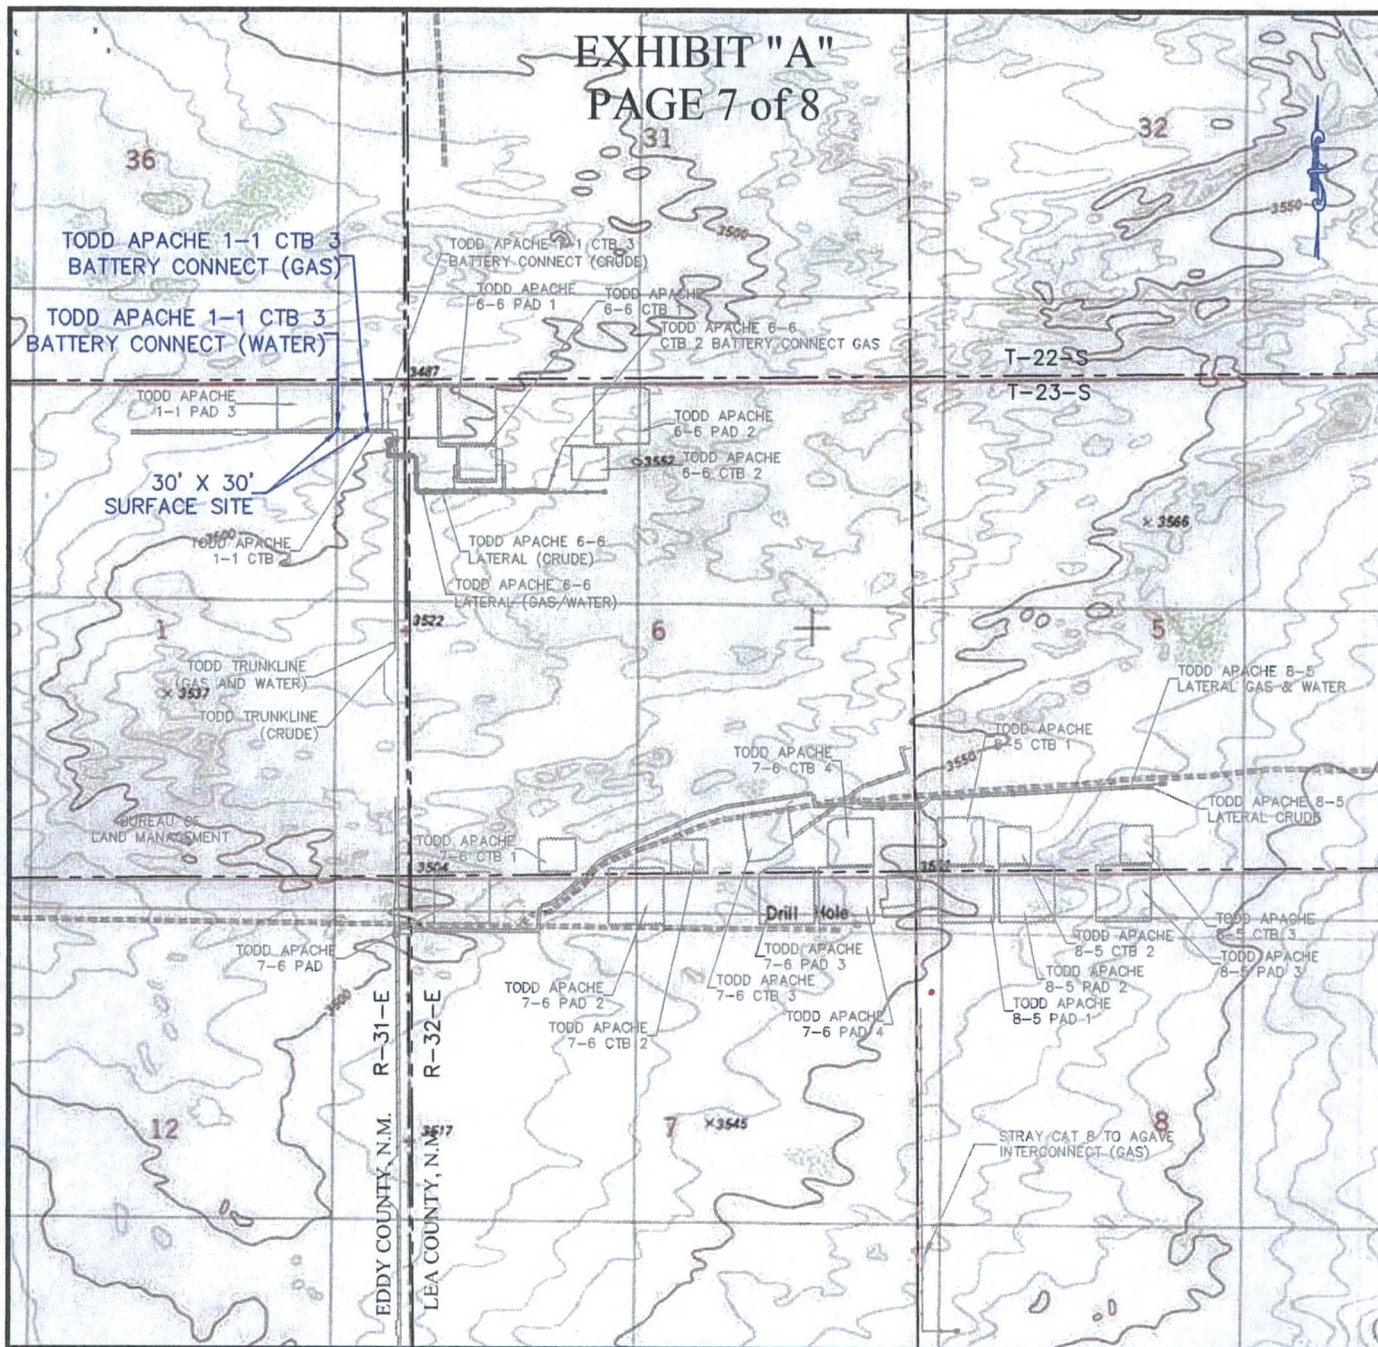 EXHIBIT "A"
PAGE 7 of 8
36
31
32
3550
3500
TODD APACHE 1-1 CTB 3
BATTERY CONNECT (GAS)
TODD APACHE 1-1 CTB 3
BATTERY CONNECT (CRUDE)
TODD APACHE
6-6 PAD 1
TODD APACHE
6-6 CTB 1
TODD APACHE 1-1 CTB 3
BATTERY CONNECT (WATER)
TODD APACHE 6-6
CTB 2 BATTERY CONNECT GAS
T-22-S
T-23-S
3487
TODD APACHE
1-1 PAD 3
TODD APACHE
6-6 PAD 2
TODD APACHE
6-6 CTB 2
3552
30' X 30'
SURFACE SITE
3566
3500
TODD APACHE
1-1 CTB
TODD APACHE 6-6
LATERAL (CRUDE)
TODD APACHE 6-6
LATERAL (GAS/WATER)
1
3522
6
5
TODD TRUNKLINE
(GAS AND WATER)
3537
TODD TRUNKLINE
(CRUDE)
TODD APACHE 8-5
LATERAL GAS & WATER
TODD APACHE
8-5 CTB 1
TODD APACHE
7-6 CTB 4
3550
TODD APACHE 8-5
LATERAL CRUDE
BUREAU OF
LAND MANAGEMENT
TODD APACHE
7-6 CTB 1
3504
Drill Hole
TODD APACHE
7-6 PAD
TODD APACHE
7-6 PAD 3
TODD APACHE
8-5 CTB 2
TODD APACHE
8-5 CTB 3
TODD APACHE
8-5 PAD 3
TODD APACHE
7-6 PAD 2
TODD APACHE
7-6 CTB 3
TODD APACHE
8-5 PAD 2
TODD APACHE
8-5 PAD 1
TODD APACHE
7-6 PAD 4
TODD APACHE
7-6 CTB 2
3500
R-31-E
R-32-E
12
3517
7
3545
8
STRAY CAT 8 TO AGAVE
INTERCONNECT (GAS)
EDDY COUNTY, N.M.
LEA COUNTY, N.M.